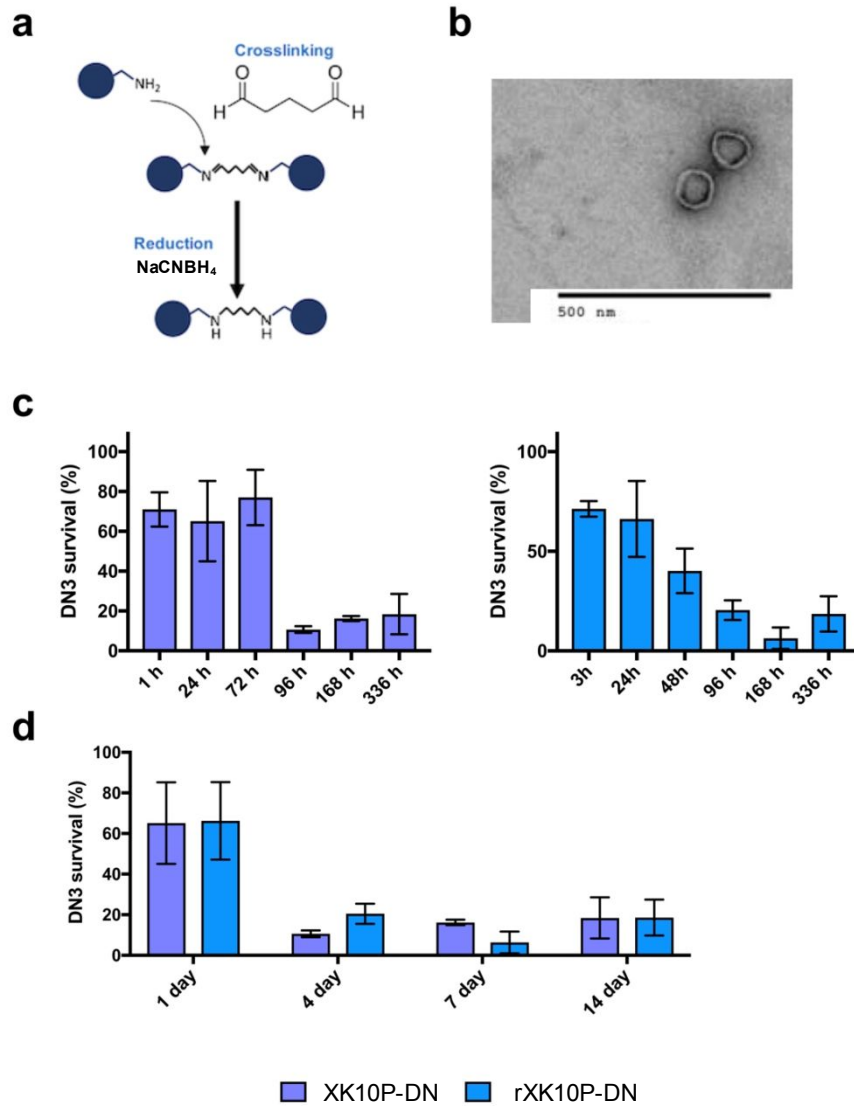 a
Crosslinking
NH2
O O
H H
N N
Reduction
NaCNBH4
N N
H H
b
500 nm
c
DN3 survival (%)
100
80
60
40
20
0
1 h 24 h 72 h 96 h 168 h 336 h
DN3 survival (%)
100
50
0
3h 24h 48h 96 h 168 h 336 h
d
DN3 survival (%)
100
80
60
40
20
0
1 day 4 day 7 day 14 day
XK10P-DN rXK10P-DN